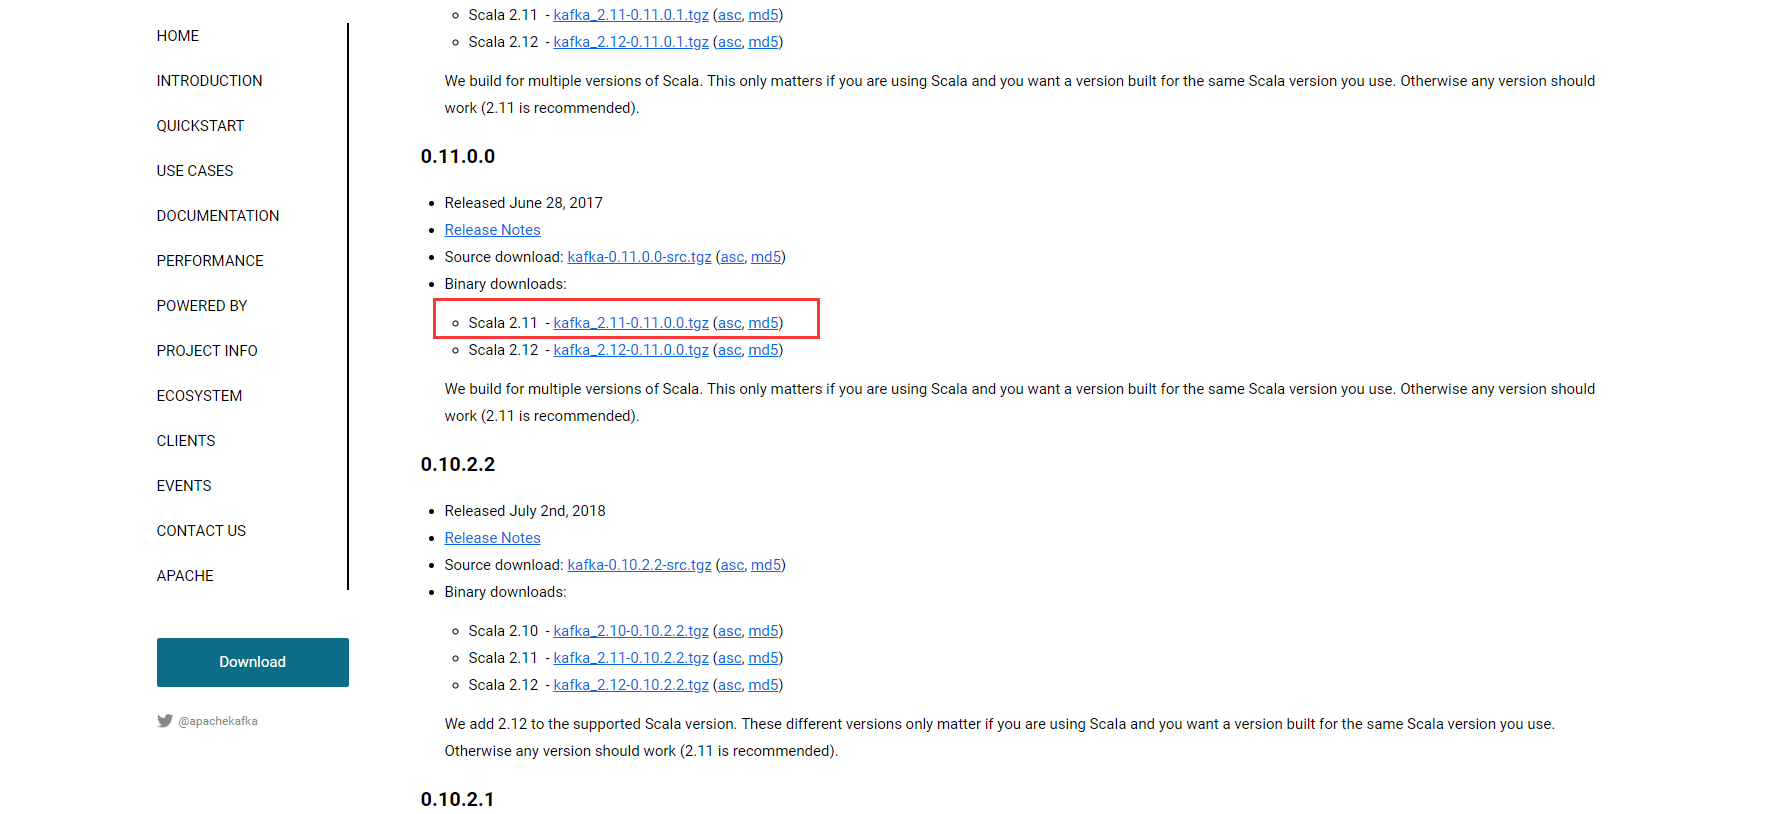 HOME
INTRODUCTION
QUICKSTART
USE CASES
DOCUMENTATION
PERFORMANCE
POWERED BY
PROJECT INFO
ECOSYSTEM
CLIENTS
EVENTS
CONTACT US
APACHE
Download
@apachekafka
Scala 2.11 - kafka_2.11-0.11.0.1.tgz (asc, md5)
Scala 2.12 - kafka_2.12-0.11.0.1.tgz (asc, md5)
We build for multiple versions of Scala. This only matters if you are using Scala and you want a version built for the same Scala version you use. Otherwise any version should
work (2.11 is recommended).
0.11.0.0
Released June 28, 2017
Release Notes
Source download: kafka-0.11.0.0-src.tgz (asc, md5)
Binary downloads:
Scala 2.11 - kafka_2.11-0.11.0.0.tgz (asc, md5)
Scala 2.12 - kafka_2.12-0.11.0.0.tgz (asc, md5)
We build for multiple versions of Scala. This only matters if you are using Scala and you want a version built for the same Scala version you use. Otherwise any version should
work (2.11 is recommended).
0.10.2.2
Released July 2nd, 2018
Release Notes
Source download: kafka-0.10.2.2-src.tgz (asc, md5)
Binary downloads:
Scala 2.10 - kafka_2.10-0.10.2.2.tgz (asc, md5)
Scala 2.11 - kafka_2.11-0.10.2.2.tgz (asc, md5)
Scala 2.12 - kafka_2.12-0.10.2.2.tgz (asc, md5)
We add 2.12 to the supported Scala version. These different versions only matter if you are using Scala and you want a version built for the same Scala version you use.
Otherwise any version should work (2.11 is recommended).
0.10.2.1